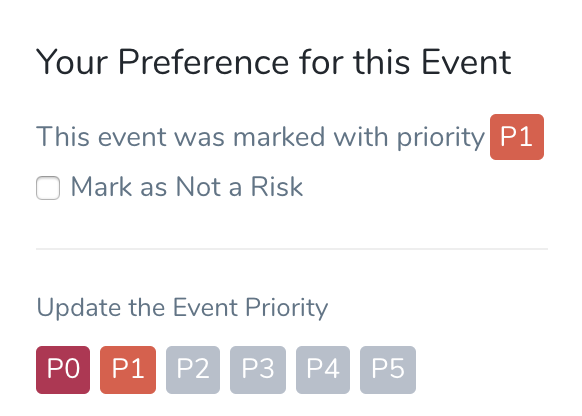 Your Preference for this Event
This event was marked with priority P1
Mark as Not a Risk
Update the Event Priority
P0 P1 P2 P3 P4 P5